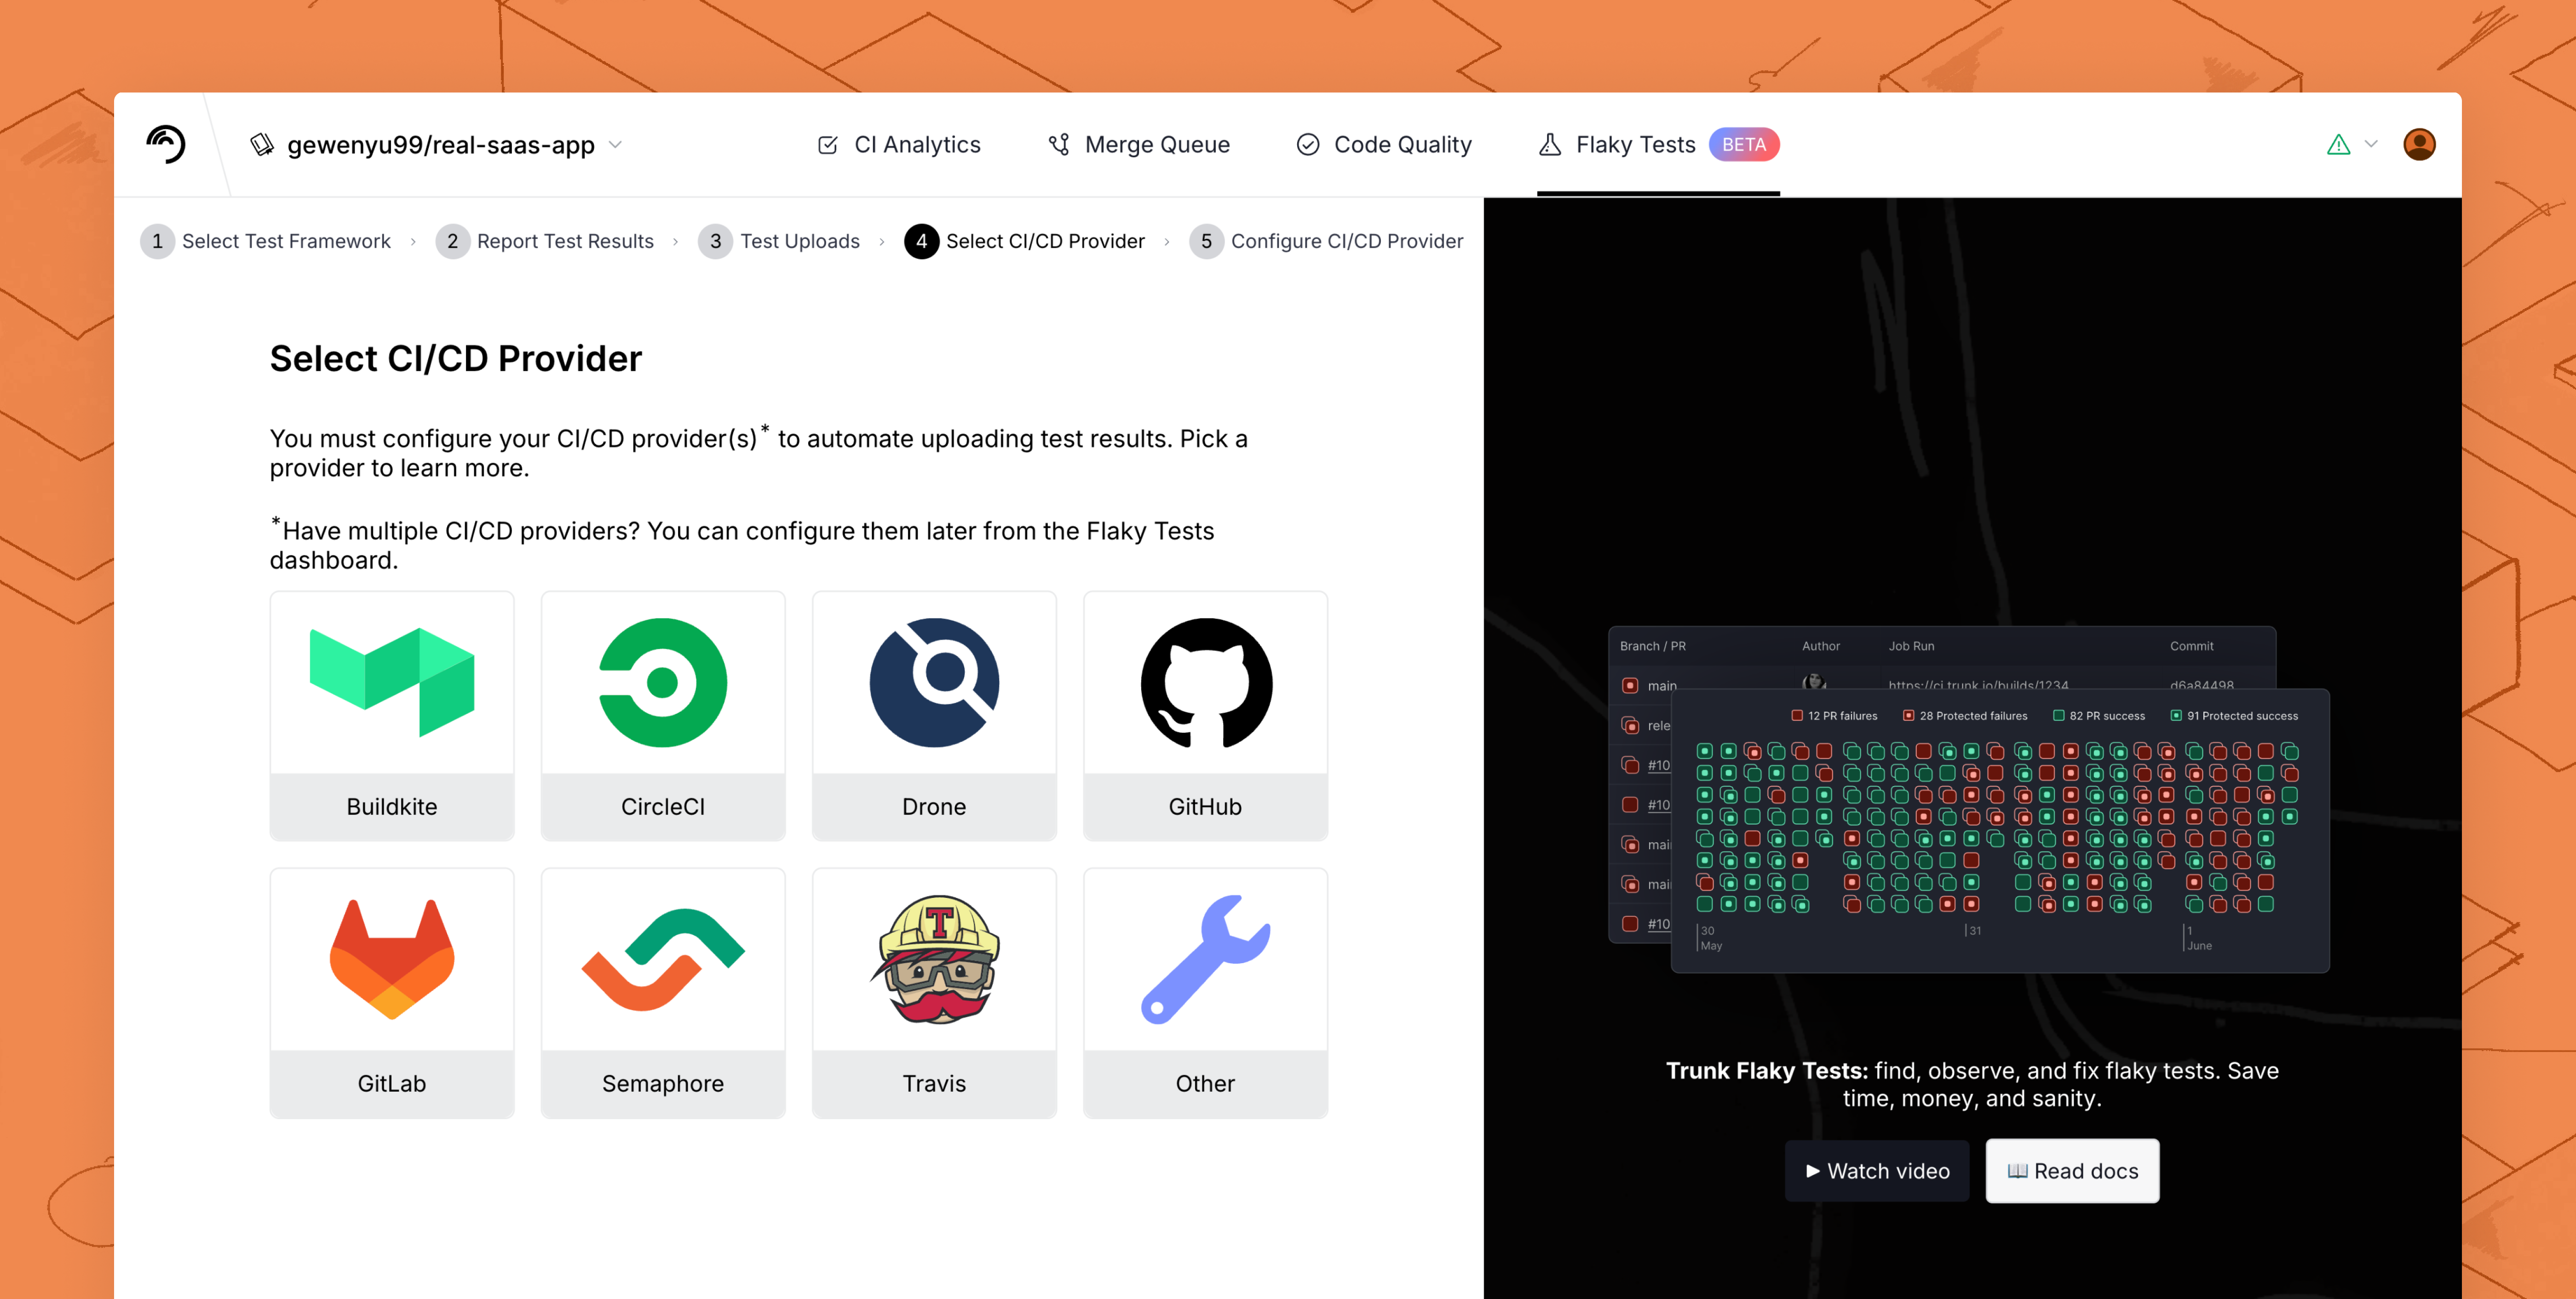 gewenyu99/real-saas-app
CI Analytics
Merge Queue
Code Quality
Flaky Tests
BETA
1 Select Test Framework
2 Report Test Results
3 Test Uploads
4 Select CI/CD Provider
5 Configure CI/CD Provider
Select CI/CD Provider
You must configure your CI/CD provider(s)* to automate uploading test results. Pick a
provider to learn more.
*Have multiple CI/CD providers? You can configure them later from the Flaky Tests
dashboard.
Buildkite
CircleCI
Drone
GitHub
GitLab
Semaphore
T
Travis
Other
Branch / PR
Author
Job Run
Commit
main
https://ci.trunk.io/builds/1234
d6a84498
rele
#10
#10
mai
mai
#10
12 PR failures
28 Protected failures
82 PR success
91 Protected success
30
May
31
1
June
Trunk Flaky Tests: find, observe, and fix flaky tests. Save
time, money, and sanity.
Watch video
Read docs